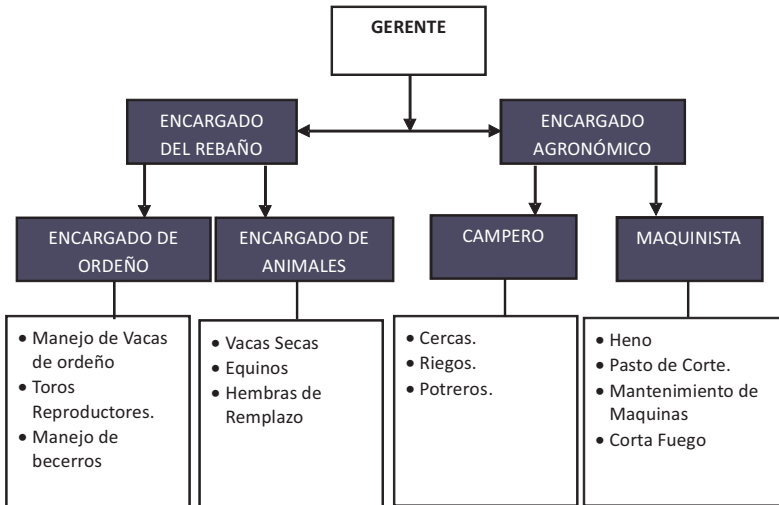 GERENTE
ENCARGADO
DEL REBAÑO
ENCARGADO
AGRONÓMICO
ENCARGADO DE
ORDEÑO
ENCARGADO DE
ANIMALES
CAMPERO
MAQUINISTA
• Manejo de Vacas
de ordeño
• Toros
Reproductores.
• Manejo de
becerros
• Vacas Secas
• Equinos
• Hembras de
Remplazo
• Cercas.
• Riegos.
• Potreros.
• Heno
• Pasto de Corte.
• Mantenimiento de
Maquinas
• Corta Fuego